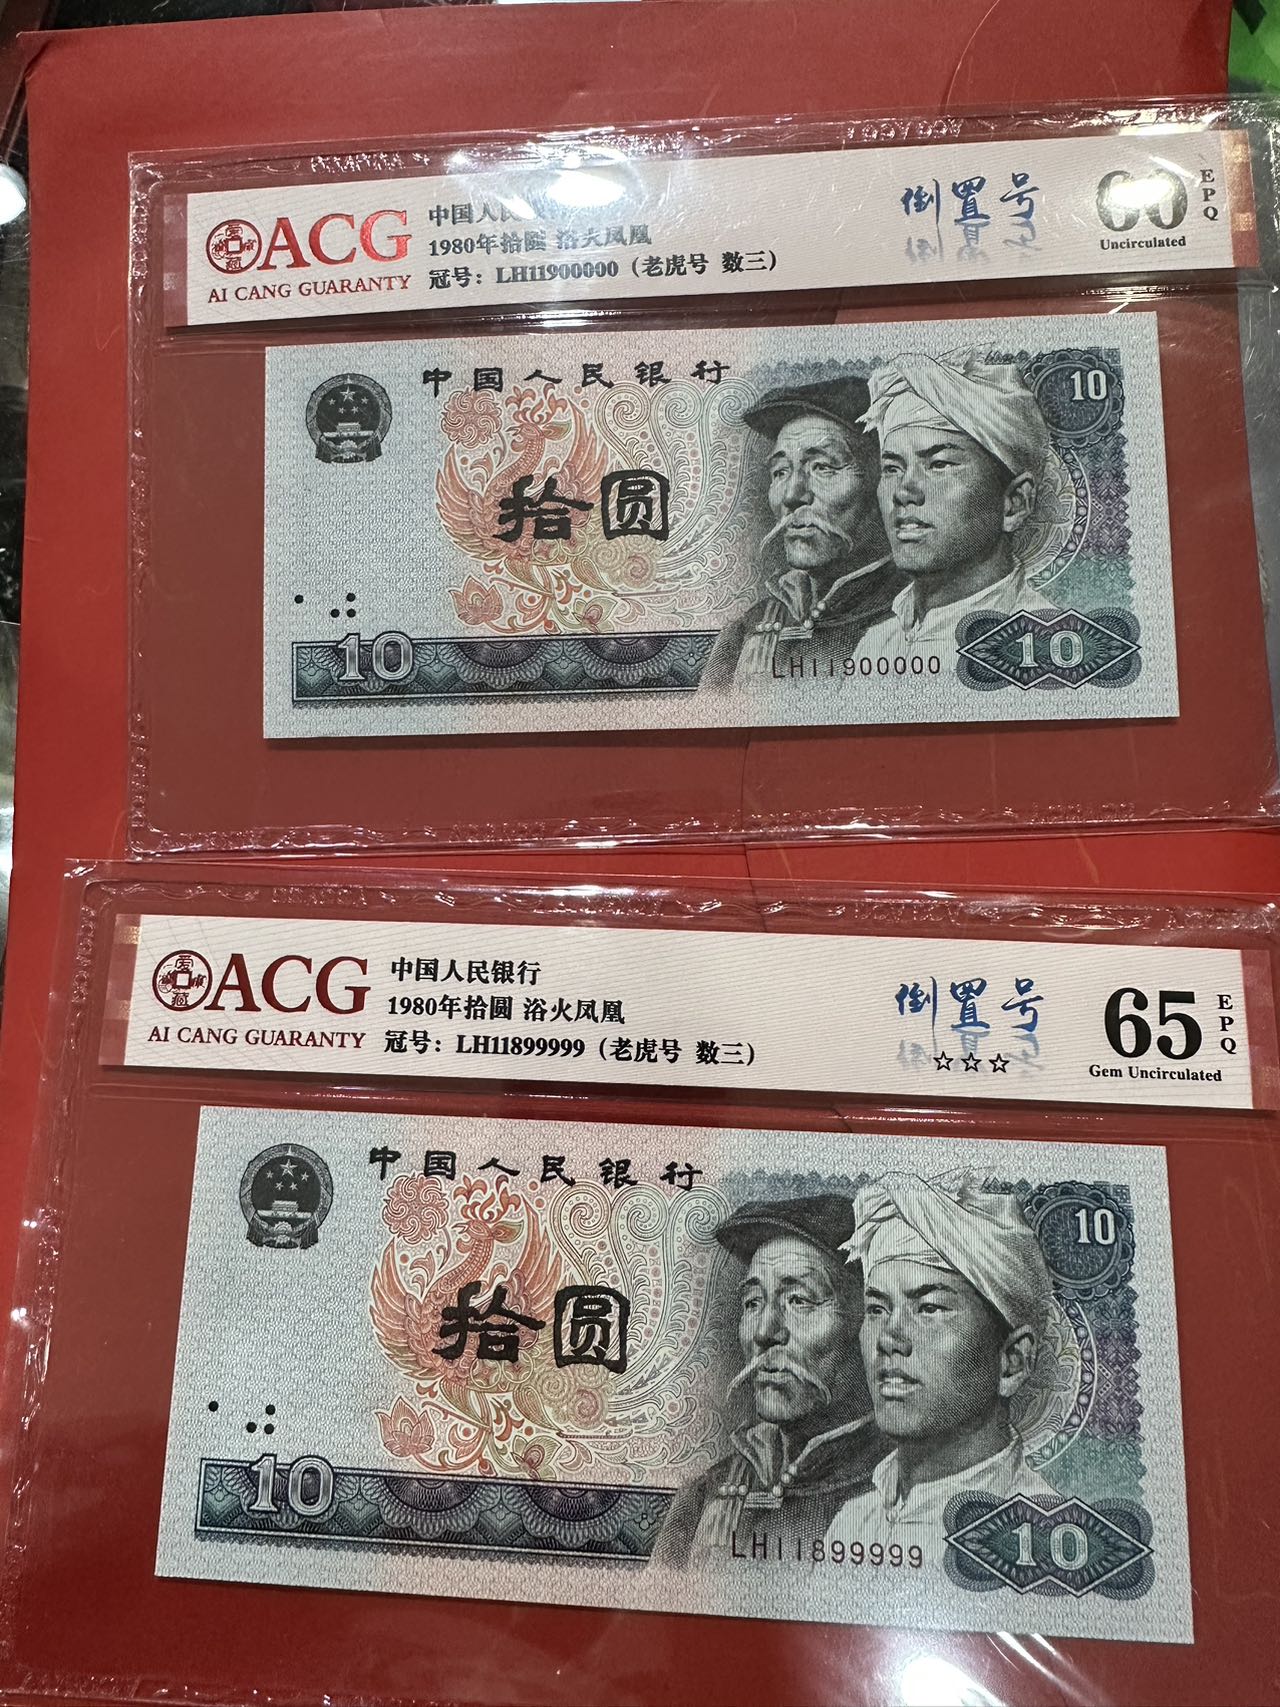 ACG
AI CANG GUARANTY
中国人民银行
1980年拾圆 浴火凤凰
冠号：LH11900000（老虎号 数三）
倒置号
60
EPQ
Uncirculated
中国人民银行
10
拾圆
10
LH11900000
10
ACG
AI CANG GUARANTY
中国人民银行
1980年拾圆 浴火凤凰
冠号：LH11899999（老虎号 数三）
倒置号
☆☆☆
65
EPQ
Gem Uncirculated
中国人民银行
10
拾圆
10
LH11899999
10